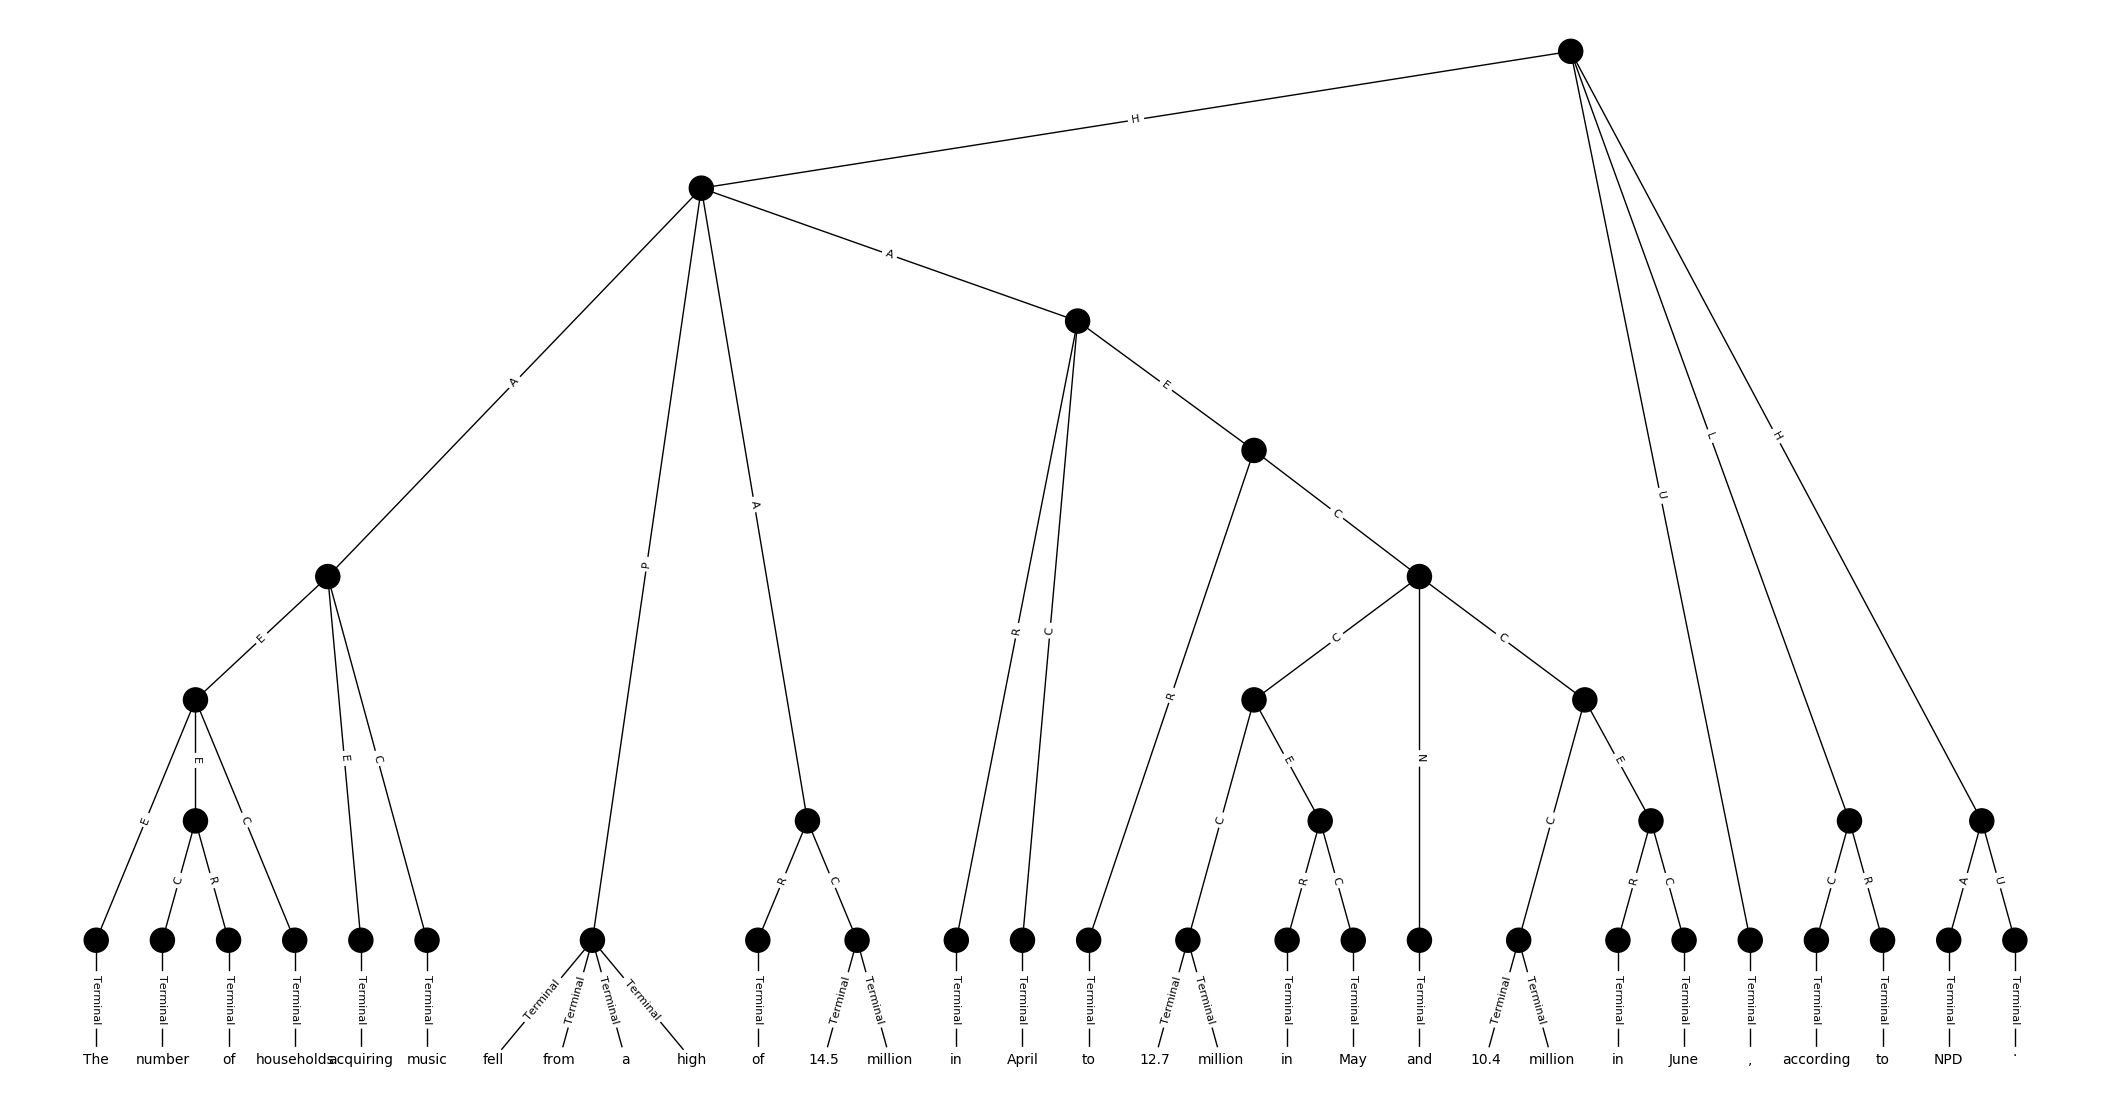 H
A
A
E
A
C
P
A
U
L
H
E
R
C
C
C
R
E
E
E
C
N
E
E
C
C
C
C
R
R
C
R
C
R
C
C
R
A
U
Terminal Terminal Terminal Terminal Terminal Terminal Terminal Terminal Terminal Terminal Terminal Terminal Terminal Terminal Terminal Terminal Terminal Terminal Terminal Terminal Terminal Terminal Terminal Terminal Terminal Terminal Terminal Terminal Terminal Terminal
The number of households acquiring music fell from a high of 14.5 million in April to 12.7 million in May and 10.4 million in June , according to NPD .